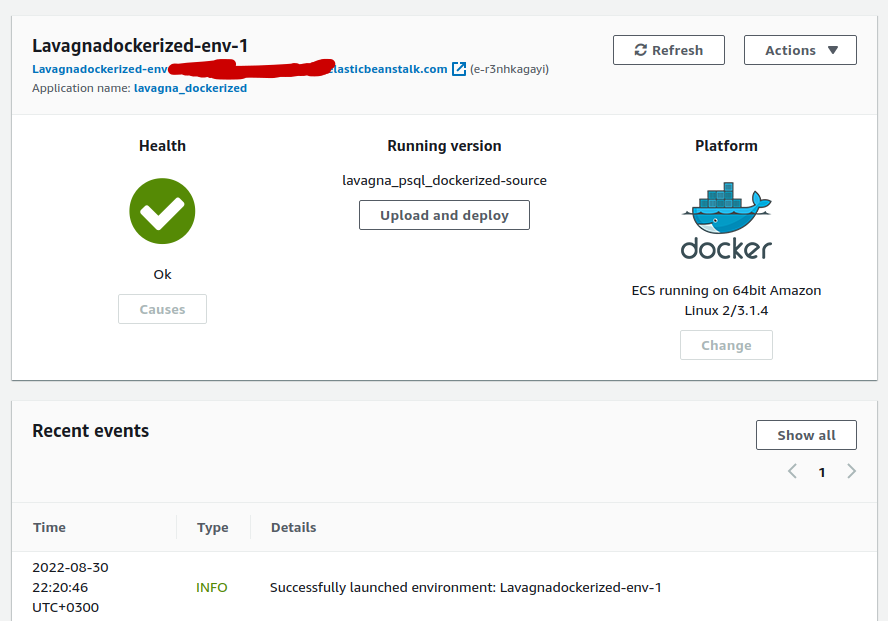 Lavagnadockerized-env-1
Refresh
Actions
Lavagnadockerized-env lasticbeanstalk.com (e-r3nhkagayi)
Application name: lavagna_dockerized
Health
Running version
Platform
lavagna_psql_dockerized-source
Upload and deploy
docker
Ok
Causes
ECS running on 64bit Amazon
Linux 2/3.1.4
Change
Recent events
Show all
1
Time Type Details
2022-08-30
22:20:46
UTC+0300
INFO
Successfully launched environment: Lavagnadockerized-env-1